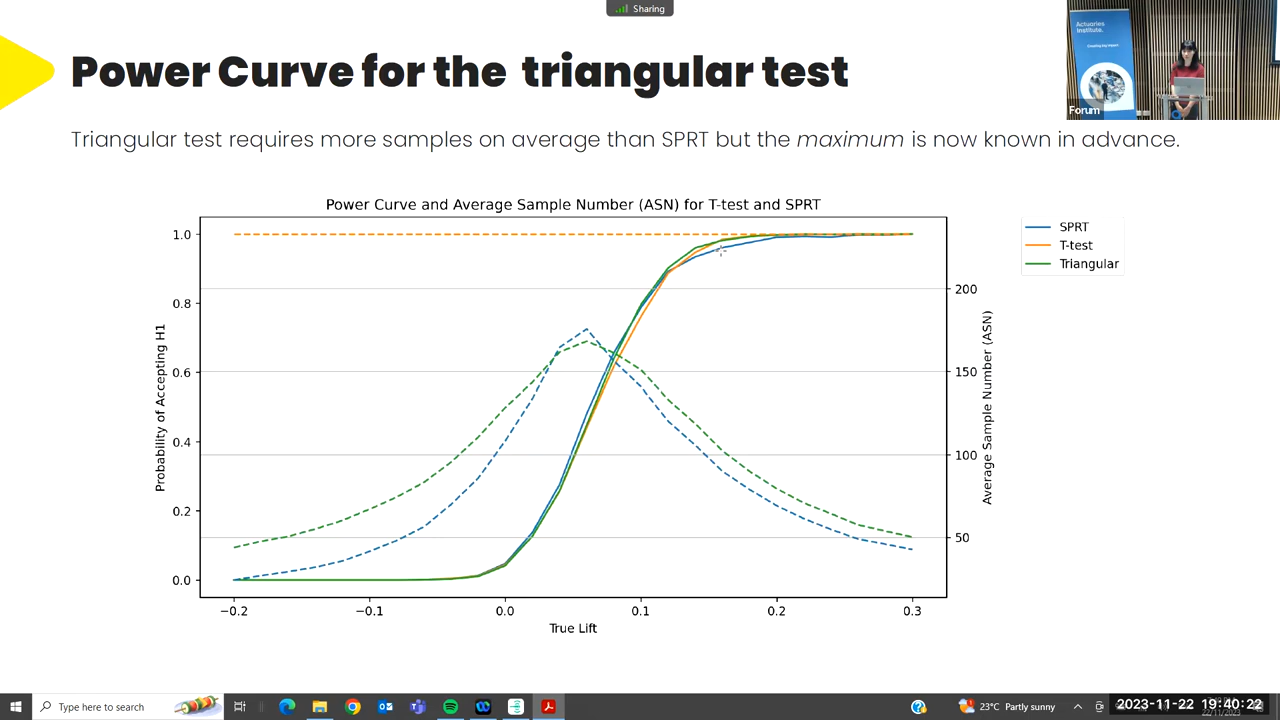 Sharing
Power Curve for the triangular test
Triangular test requires more samples on average than SPRT but the maximum is now known in advance.
Actuaries
Institute.
Forum
Power Curve and Average Sample Number (ASN) for T-test and SPRT
SPRT
T-test
Triangular
Probability of Accepting H1
1.0
0.8
0.6
0.4
0.2
0.0
200
150
100
50
Average Sample Number (ASN)
−0.2
−0.1
0.0
0.1
0.2
0.3
True Lift
Type here to search
23°C Partly sunny
2023-11-22 19:40:22